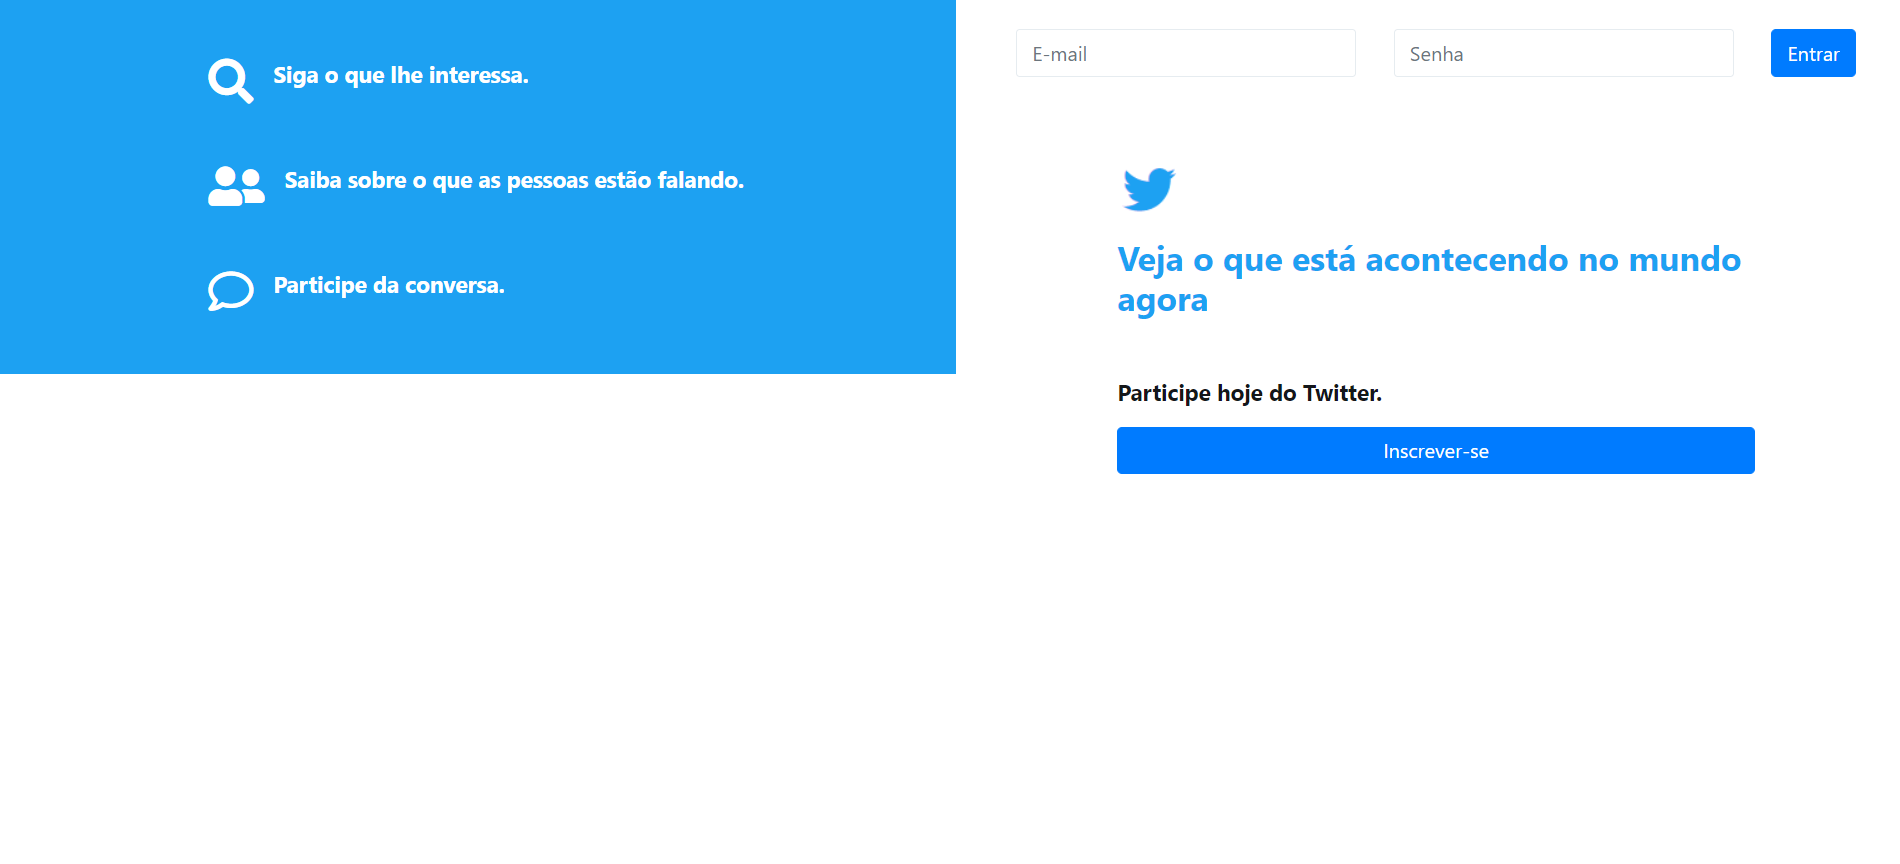 Siga o que lhe interessa.
Saiba sobre o que as pessoas estão falando.
Participe da conversa.
E-mail
Senha
Entrar
Veja o que está acontecendo no mundo
agora
Participe hoje do Twitter.
Inscrever-se